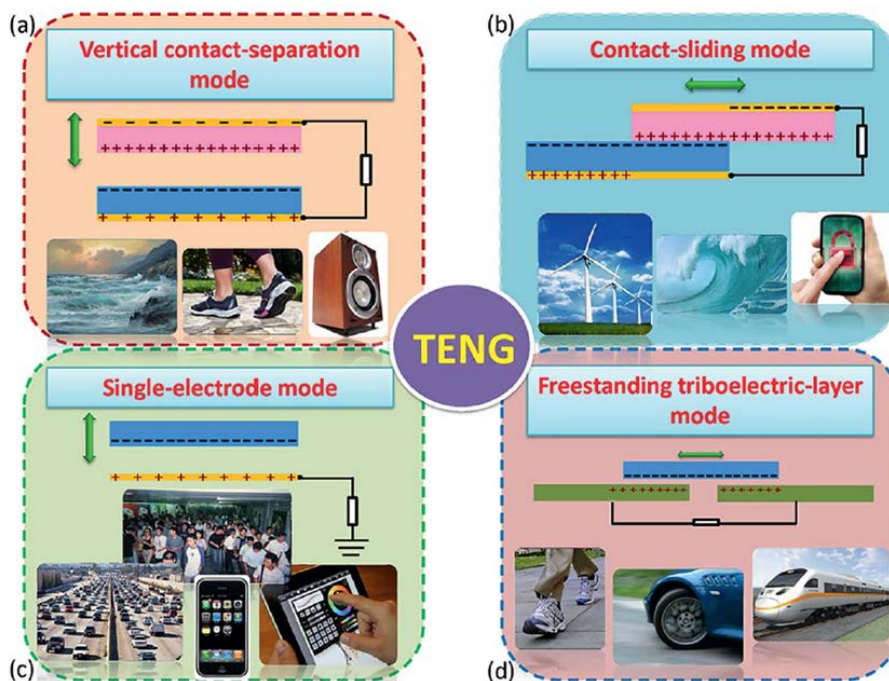 (a)
Vertical contact-separation
mode
(b)
Contact-sliding mode
TENG
Single-electrode mode
(c)
Freestanding triboelectric-layer
mode
(d)